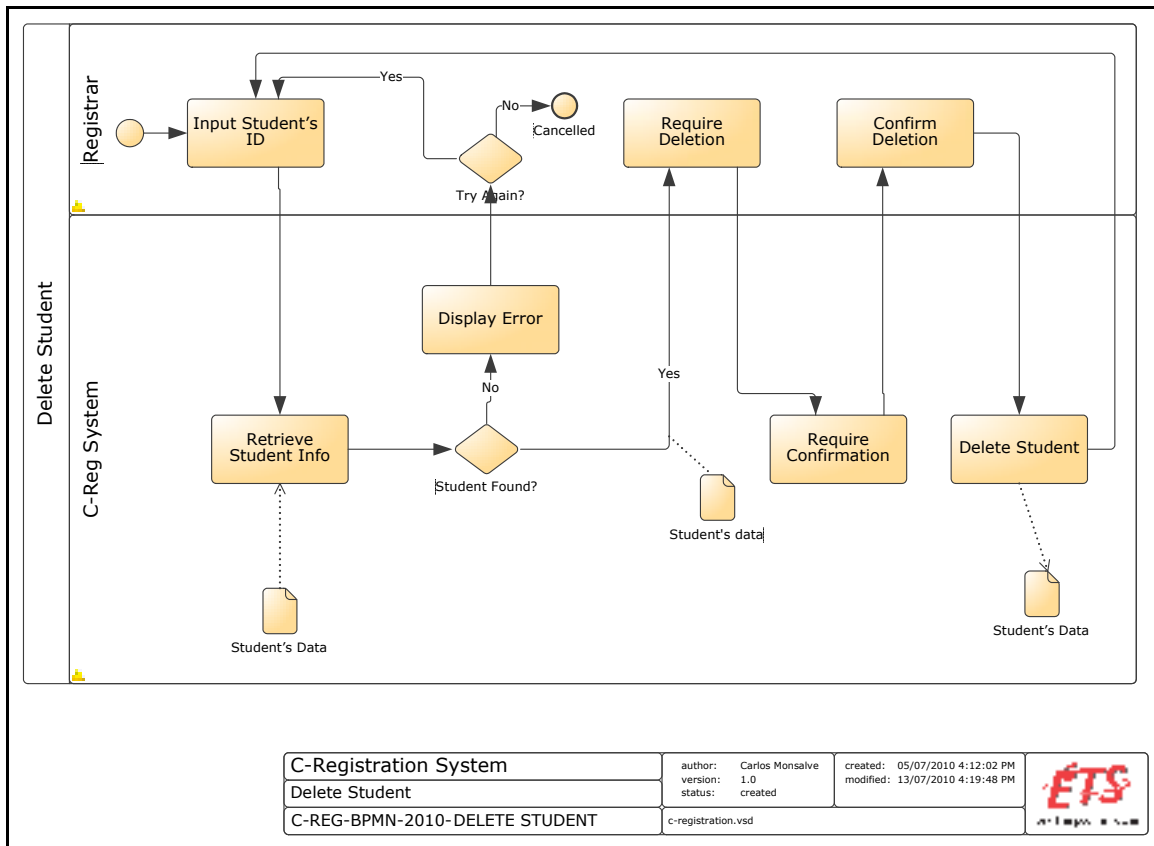 Delete Student
Registrar
C-Reg System
Input Student's
ID
Yes
No
Cancelled
Try Again?
Require
Deletion
Confirm
Deletion
Display Error
No
Yes
Retrieve
Student Info
Student Found?
Require
Confirmation
Delete Student
Student's data
Student's Data
Student's Data
C-Registration System
Delete Student
C-REG-BPMN-2010-DELETE STUDENT
author: Carlos Monsalve
version: 1.0
status: created
created: 05/07/2010 4:12:02 PM
modified: 13/07/2010 4:19:48 PM
c-registration.vsd
ETS